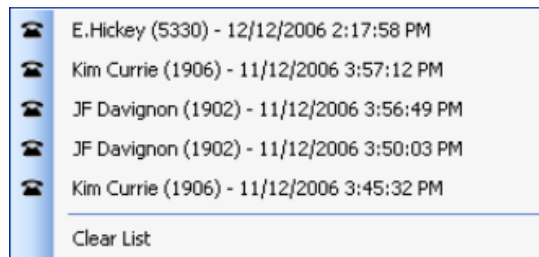 E.Hickey (5330) - 12/12/2006 2:17:58 PM
Kim Currie (1906) - 11/12/2006 3:57:12 PM
JF Davignon (1902) - 11/12/2006 3:56:49 PM
JF Davignon (1902) - 11/12/2006 3:50:03 PM
Kim Currie (1906) - 11/12/2006 3:45:32 PM
Clear List